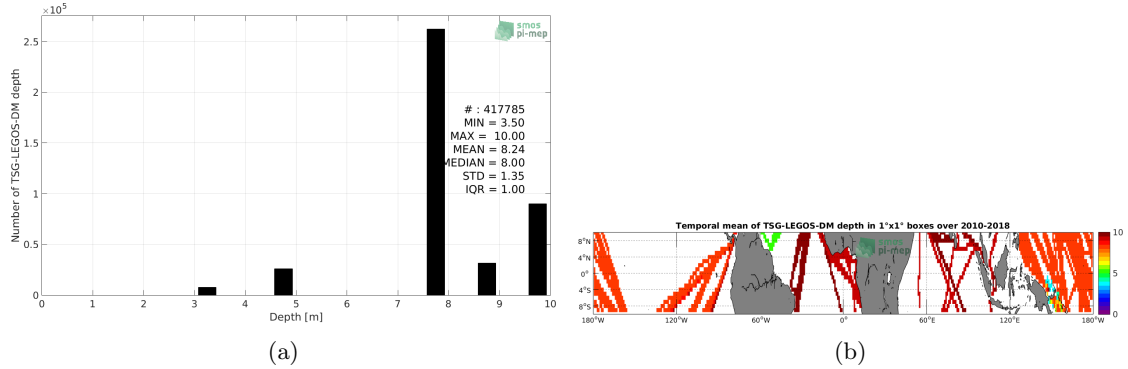 ×10⁵
smos
pi-mep
2.5
2
1.5
1
0.5
0
Number of TSG-LEGOS-DM depth
# : 417785
MIN = 3.50
MAX = 10.00
MEAN = 8.24
MEDIAN = 8.00
STD = 1.35
IQR = 1.00
0 1 2 3 4 5 6 7 8 9 10
Depth [m]
(a)
Temporal mean of TSG-LEGOS-DM depth in 1°x1° boxes over 2010-2018
smos
pi-mep
8°N
4°N
0°
4°S
8°S
180°W 120°W 60°W 0° 60°E 120°E 180°W
10
5
0
(b)